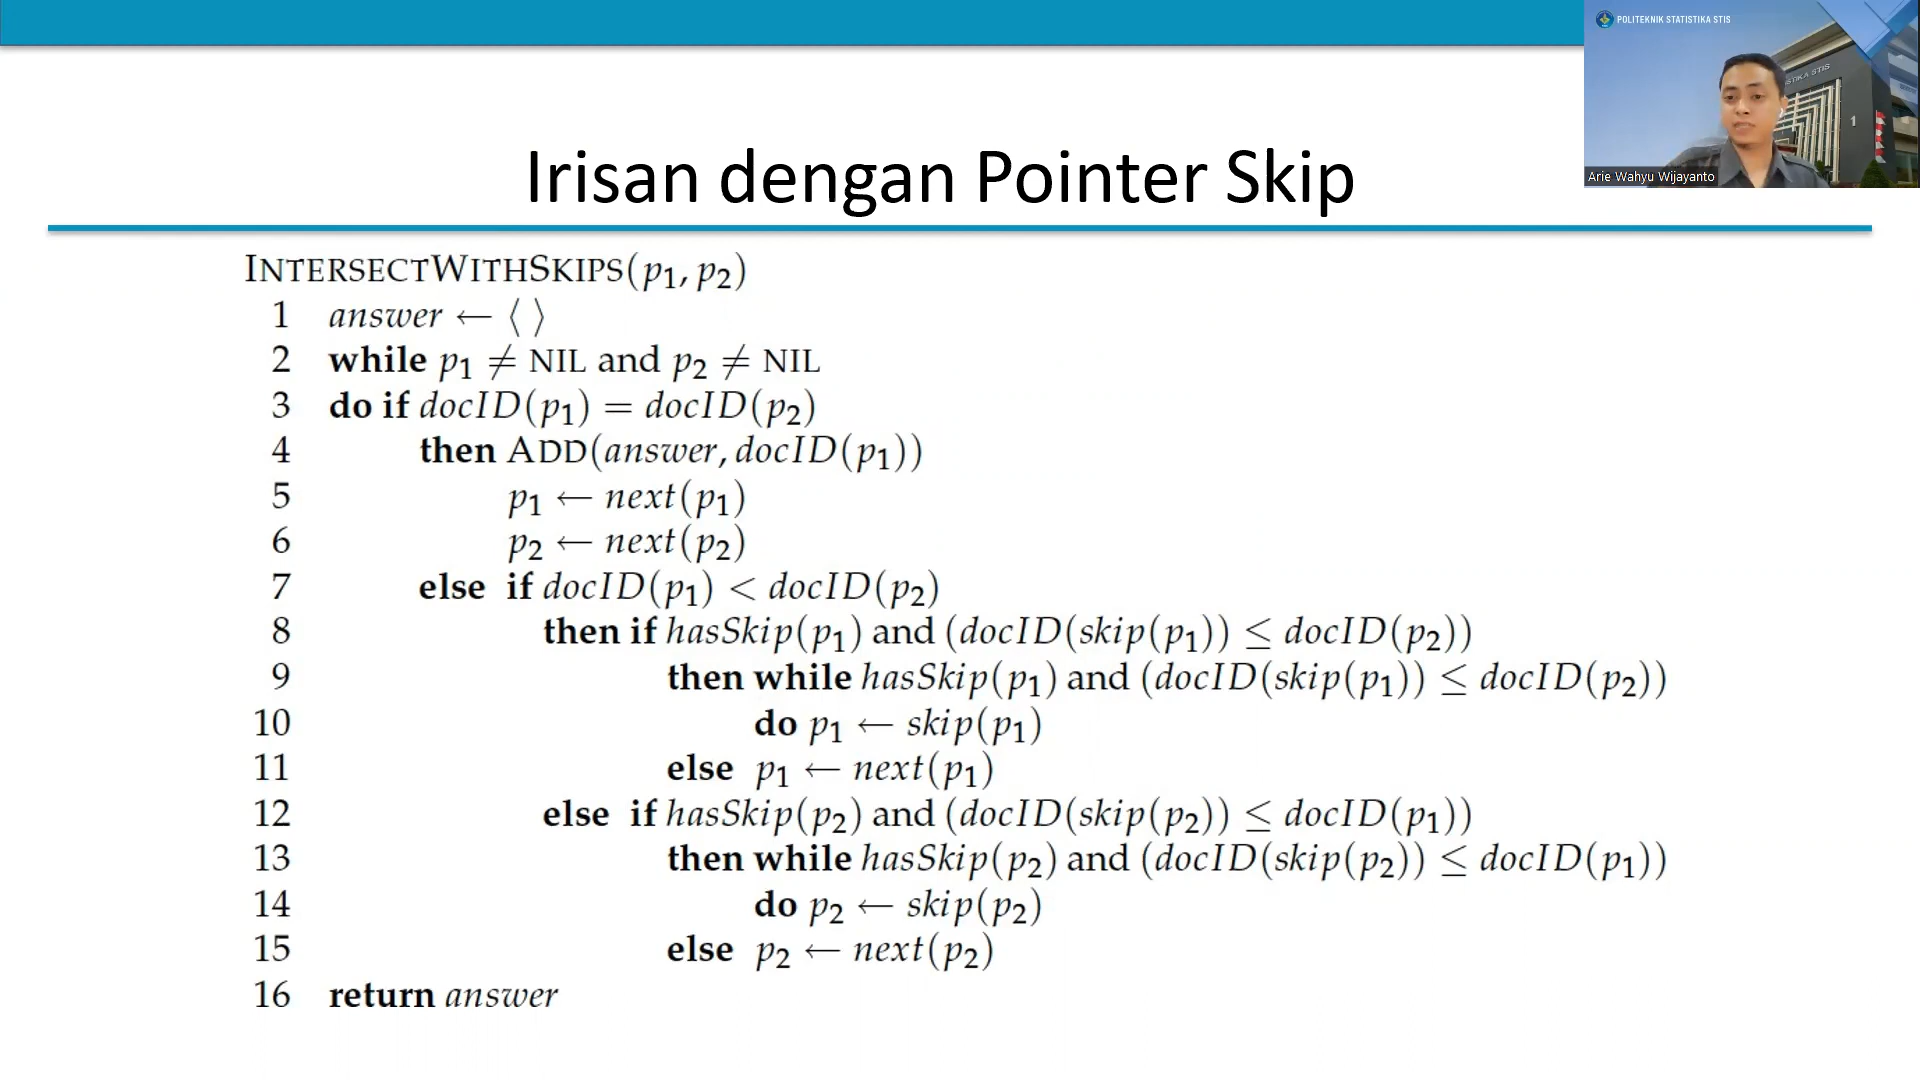 POLITEKNIK STATISTIKA STIS
STIKA STIS
1
Arie Wahyu Wijayanto
Irisan dengan Pointer Skip
INTERSECTWITHSKIPS(p₁, p₂)
1 answer ← ⟨ ⟩
2 while p₁ ≠ NIL and p₂ ≠ NIL
3 do if docID(p₁) = docID(p₂)
4 then ADD(answer, docID(p₁))
5 p₁ ← next(p₁)
6 p₂ ← next(p₂)
7 else if docID(p₁) < docID(p₂)
8 then if hasSkip(p₁) and (docID(skip(p₁)) ≤ docID(p₂))
9 then while hasSkip(p₁) and (docID(skip(p₁)) ≤ docID(p₂))
10 do p₁ ← skip(p₁)
11 else p₁ ← next(p₁)
12 else if hasSkip(p₂) and (docID(skip(p₂)) ≤ docID(p₁))
13 then while hasSkip(p₂) and (docID(skip(p₂)) ≤ docID(p₁))
14 do p₂ ← skip(p₂)
15 else p₂ ← next(p₂)
16 return answer